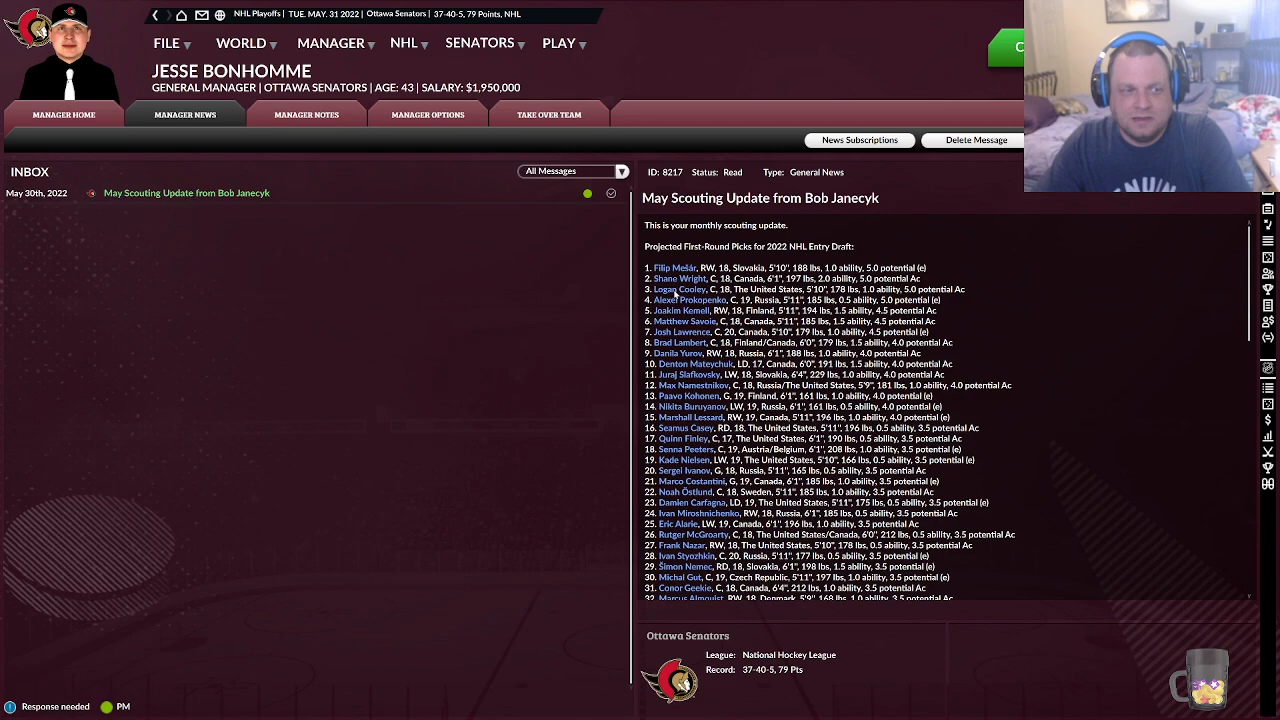 NHL Playoffs | TUE. MAY. 31 2022 | Ottawa Senators | 37-40-5, 79 Points, NHL
FILE WORLD MANAGER NHL SENATORS PLAY
JESSE BONHOMME
GENERAL MANAGER | OTTAWA SENATORS | AGE: 43 | SALARY: $1,950,000
MANAGER HOME MANAGER NEWS MANAGER NOTES MANAGER OPTIONS TAKE OVER TEAM
News Subscriptions Delete Message
INBOX All Messages
May 30th, 2022 May Scouting Update from Bob Janecyk
ID: 8217 Status: Read Type: General News
May Scouting Update from Bob Janecyk
This is your monthly scouting update.
Projected First-Round Picks for 2022 NHL Entry Draft:
1. Filip Mešár, RW, 18, Slovakia, 5'10", 188 lbs, 1.0 ability, 5.0 potential (e)
2. Shane Wright, C, 18, Canada, 6'1", 197 lbs, 2.0 ability, 5.0 potential Ac
3. Logan Cooley, C, 18, The United States, 5'10", 178 lbs, 1.0 ability, 5.0 potential Ac
4. Alexei Prokopenko, C, 19, Russia, 5'11", 185 lbs, 0.5 ability, 5.0 potential (e)
5. Joakim Kemell, RW, 18, Finland, 5'11", 194 lbs, 1.5 ability, 4.5 potential Ac
6. Matthew Savoie, C, 18, Canada, 5'11", 185 lbs, 1.5 ability, 4.5 potential Ac
7. Josh Lawrence, C, 20, Canada, 5'10", 179 lbs, 1.0 ability, 4.5 potential (e)
8. Brad Lambert, C, 18, Finland/Canada, 6'0", 179 lbs, 1.5 ability, 4.0 potential Ac
9. Danila Yurov, RW, 18, Russia, 6'1", 188 lbs, 1.0 ability, 4.0 potential Ac
10. Denton Mateychuk, LD, 17, Canada, 6'0", 191 lbs, 1.5 ability, 4.0 potential Ac
11. Juraj Slafkovsky, LW, 18, Slovakia, 6'4", 229 lbs, 1.0 ability, 4.0 potential Ac
12. Max Namestnikov, C, 18, Russia/The United States, 5'9", 181 lbs, 1.0 ability, 4.0 potential Ac
13. Paavo Kohonen, G, 19, Finland, 6'1", 161 lbs, 1.0 ability, 4.0 potential (e)
14. Nikita Buruyanov, LW, 19, Russia, 6'1", 161 lbs, 0.5 ability, 4.0 potential (e)
15. Marshall Lessard, RW, 19, Canada, 5'11", 196 lbs, 1.0 ability, 4.0 potential (e)
16. Seamus Casey, RD, 18, The United States, 5'11", 196 lbs, 0.5 ability, 3.5 potential Ac
17. Quinn Finley, C, 17, The United States, 6'1", 190 lbs, 0.5 ability, 3.5 potential Ac
18. Senna Peeters, C, 19, Austria/Belgium, 6'1", 208 lbs, 1.0 ability, 3.5 potential (e)
19. Kade Nielsen, LW, 19, The United States, 5'10", 166 lbs, 0.5 ability, 3.5 potential (e)
20. Sergei Ivanov, G, 18, Russia, 5'11", 165 lbs, 0.5 ability, 3.5 potential Ac
21. Marco Costantini, G, 19, Canada, 6'1", 185 lbs, 1.0 ability, 3.5 potential (e)
22. Noah Östlund, C, 18, Sweden, 5'11", 185 lbs, 1.0 ability, 3.5 potential Ac
23. Damien Carfagna, LD, 19, The United States, 5'11", 175 lbs, 0.5 ability, 3.5 potential (e)
24. Ivan Miroshnichenko, RW, 18, Russia, 6'1", 185 lbs, 0.5 ability, 3.5 potential Ac
25. Eric Alarie, LW, 19, Canada, 6'1", 196 lbs, 1.0 ability, 3.5 potential Ac
26. Rutger McGroarty, C, 18, The United States/Canada, 6'0", 212 lbs, 0.5 ability, 3.5 potential Ac
27. Frank Nazar, RW, 18, The United States, 5'10", 178 lbs, 0.5 ability, 3.5 potential Ac
28. Ivan Styozhkin, C, 20, Russia, 5'11", 177 lbs, 0.5 ability, 3.5 potential (e)
29. Šimon Nemec, RD, 18, Slovakia, 6'1", 198 lbs, 1.5 ability, 3.5 potential (e)
30. Michal Gut, C, 19, Czech Republic, 5'11", 197 lbs, 1.0 ability, 3.5 potential (e)
31. Conor Geekie, C, 18, Canada, 6'4", 212 lbs, 1.0 ability, 3.5 potential Ac
32. Marcus Almquist, RW, 18, Denmark, 5'9", 168 lbs, 1.0 ability, 3.5 potential Ac
Ottawa Senators
League: National Hockey League
Record: 37-40-5, 79 Pts
Response needed PM